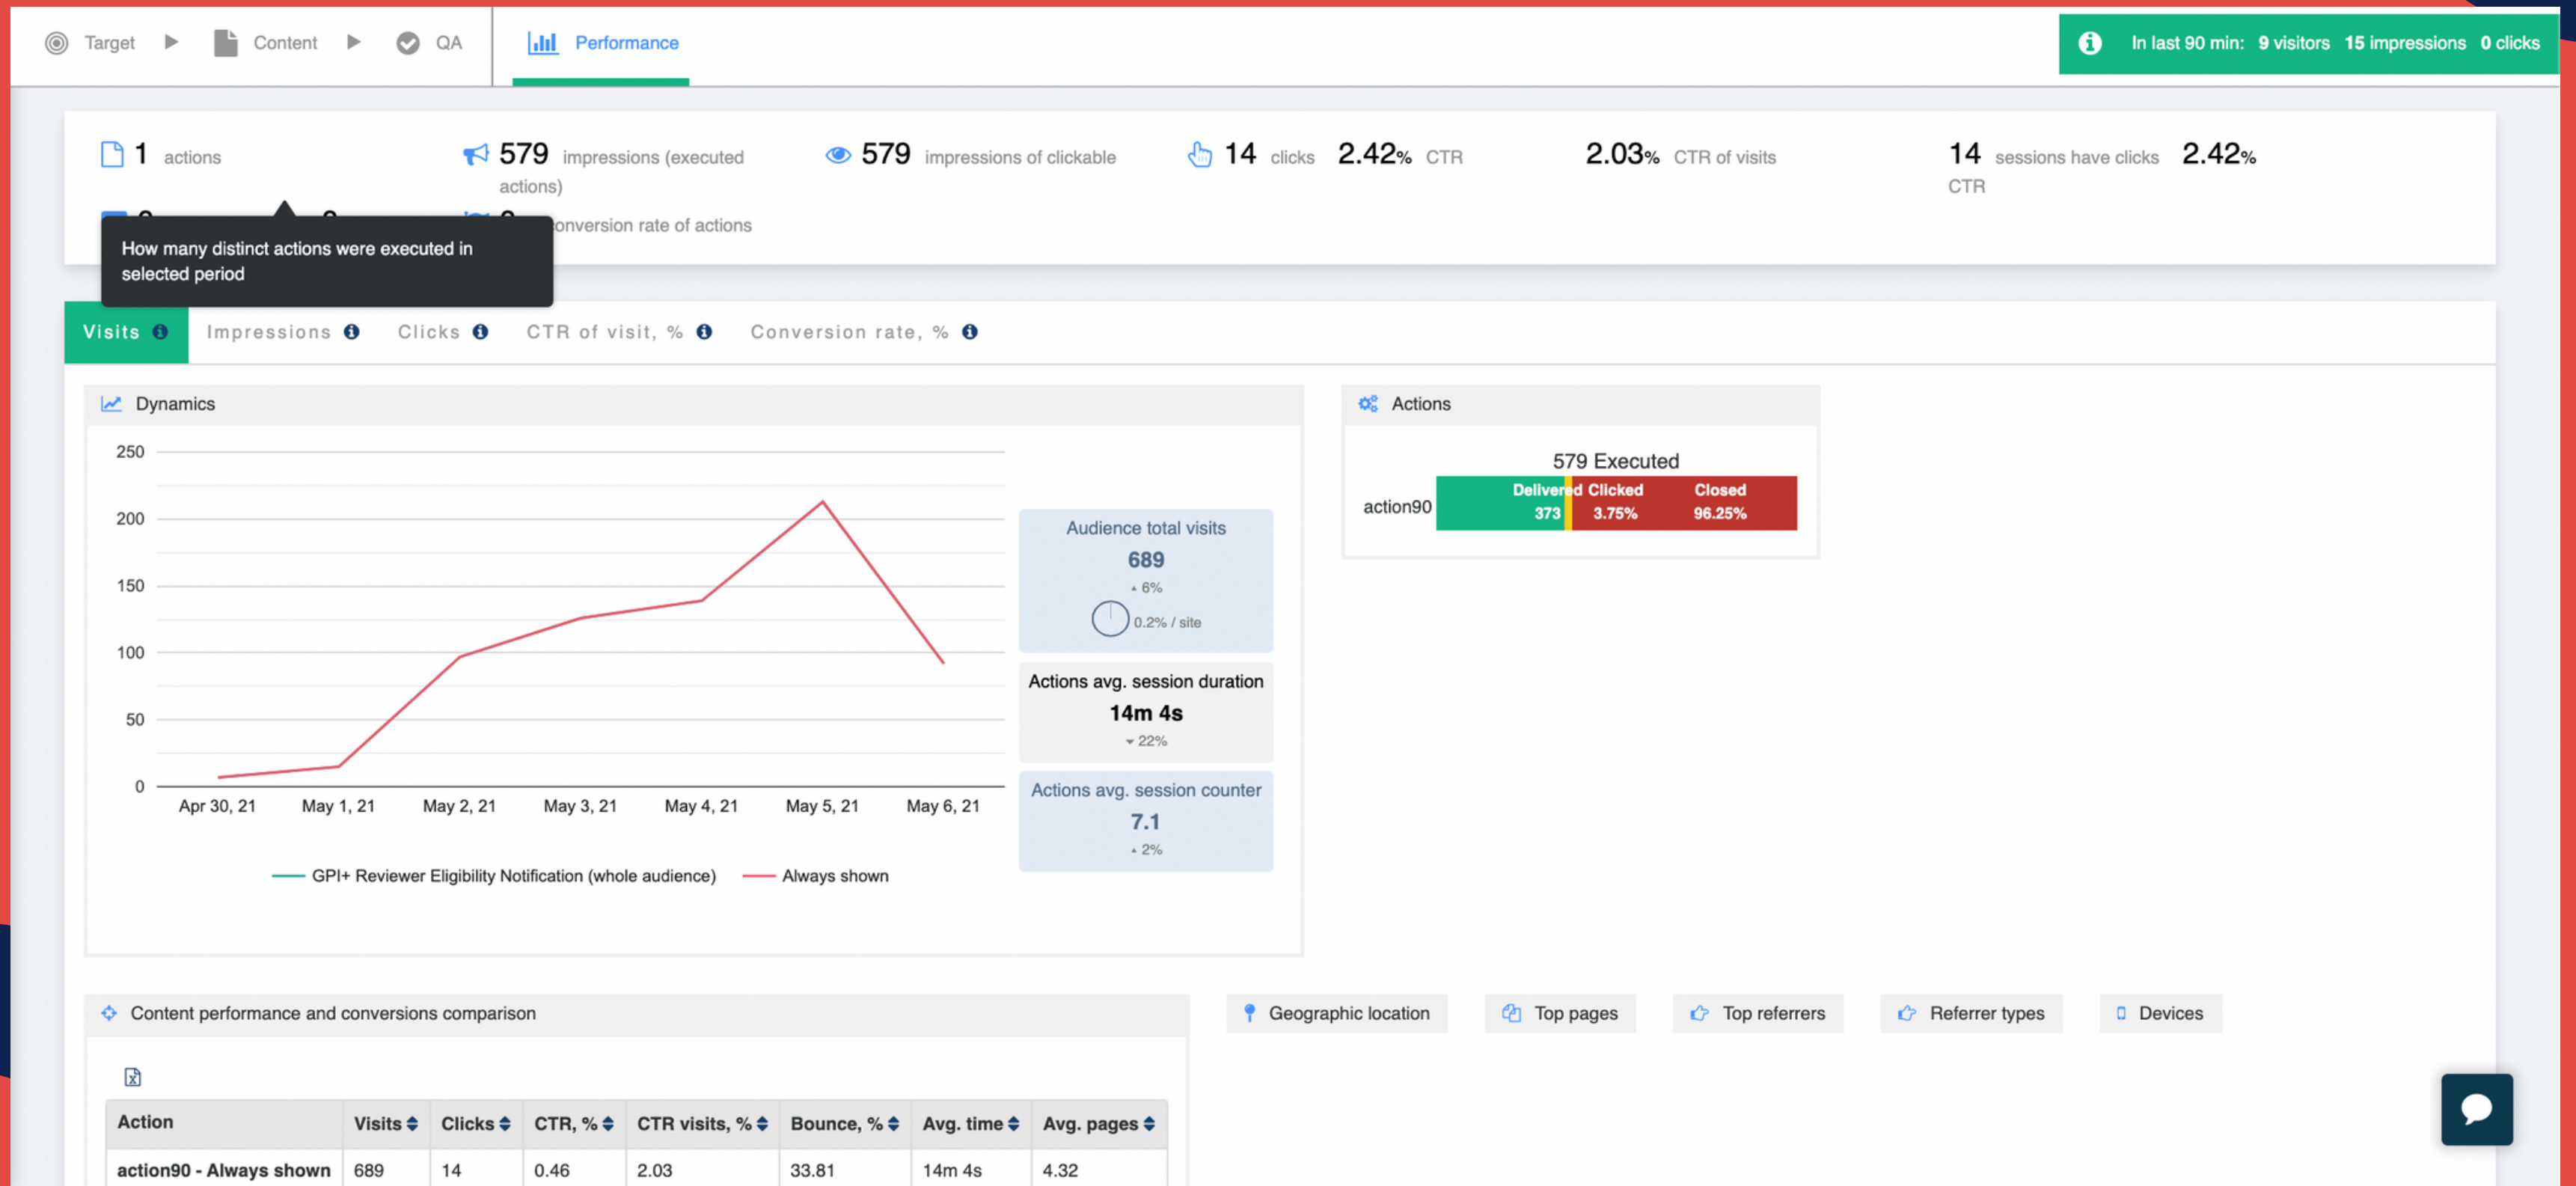 Target Content QA Performance
In last 90 min: 9 visitors 15 impressions 0 clicks
1 actions
579 impressions (executed
actions)
579 impressions of clickable
14 clicks 2.42% CTR
2.03% CTR of visits
14 sessions have clicks 2.42%
CTR
onversion rate of actions
How many distinct actions were executed in
selected period
Visits Impressions Clicks CTR of visit, % Conversion rate, %
Dynamics
250
200
150
100
50
0
Apr 30, 21 May 1, 21 May 2, 21 May 3, 21 May 4, 21 May 5, 21 May 6, 21
GPI+ Reviewer Eligibility Notification (whole audience) Always shown
Audience total visits
689
6%
0.2% / site
Actions avg. session duration
14m 4s
22%
Actions avg. session counter
7.1
2%
Actions
579 Executed
action90
Delivered Clicked Closed
373 3.75% 96.25%
Content performance and conversions comparison
Geographic location Top pages Top referrers Referrer types Devices
Action Visits Clicks CTR, % CTR visits, % Bounce, % Avg. time Avg. pages
action90 - Always shown 689 14 0.46 2.03 33.81 14m 4s 4.32